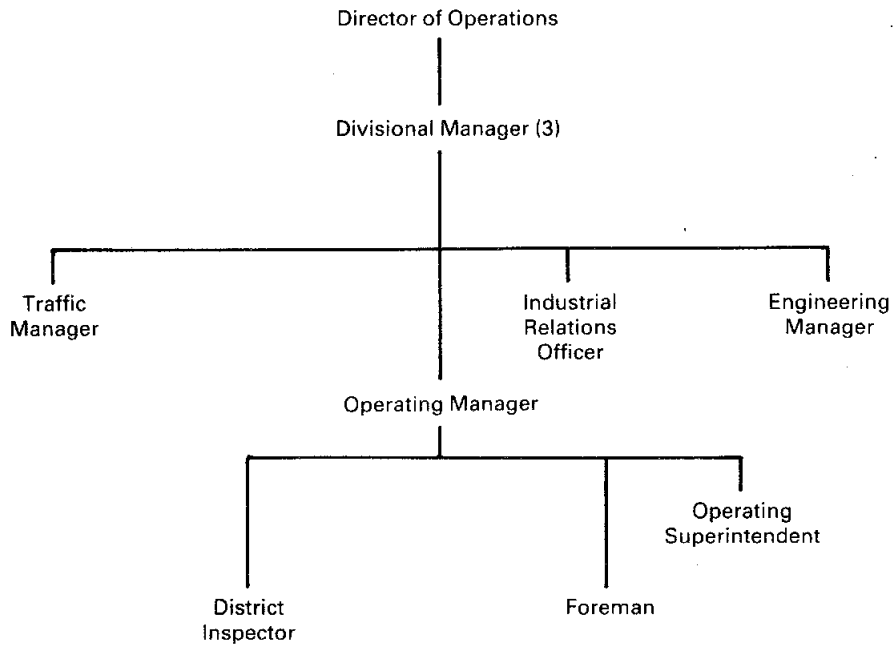 Director of Operations
Divisional Manager (3)
Traffic
Manager
Industrial
Relations
Officer
Engineering
Manager
Operating Manager
Operating
Superintendent
District
Inspector
Foreman